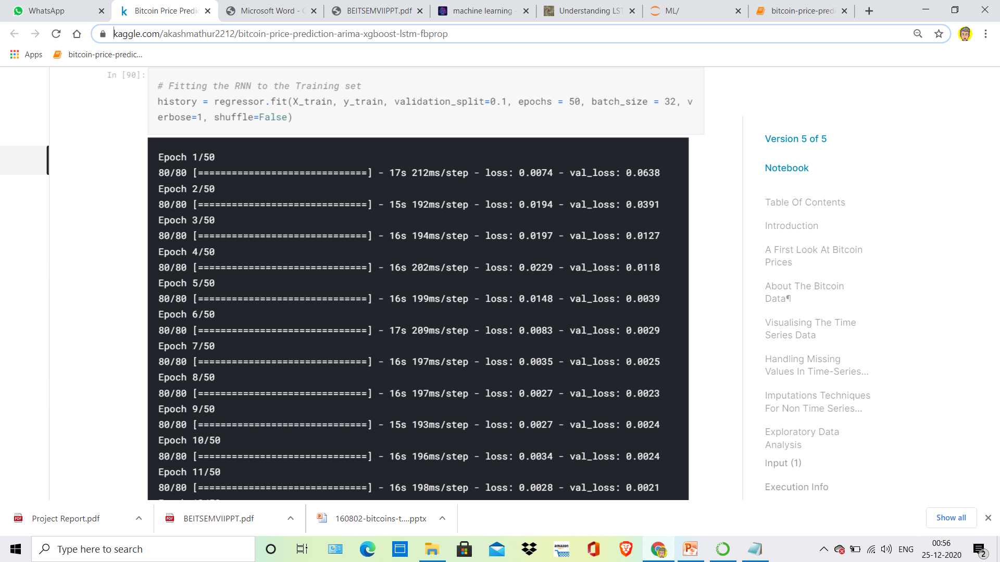 WhatsApp
Bitcoin Price Predic
Microsoft Word - C
BEITSEMVIIPPT.pdf
machine learning -
Understanding LST
ML/
bitcoin-price-pred
kaggle.com/akashmathur2212/bitcoin-price-prediction-arima-xgboost-lstm-fbprop
Apps
bitcoin-price-predic...
In [90]:
# Fitting the RNN to the Training set
history = regressor.fit(X_train, y_train, validation_split=0.1, epochs = 50, batch_size = 32, v
erbose=1, shuffle=False)
Epoch 1/50
80/80 [==============================] - 17s 212ms/step - loss: 0.0074 - val_loss: 0.0638
Epoch 2/50
80/80 [==============================] - 15s 192ms/step - loss: 0.0194 - val_loss: 0.0391
Epoch 3/50
80/80 [==============================] - 16s 194ms/step - loss: 0.0197 - val_loss: 0.0127
Epoch 4/50
80/80 [==============================] - 16s 202ms/step - loss: 0.0229 - val_loss: 0.0118
Epoch 5/50
80/80 [==============================] - 16s 199ms/step - loss: 0.0148 - val_loss: 0.0039
Epoch 6/50
80/80 [==============================] - 17s 209ms/step - loss: 0.0083 - val_loss: 0.0029
Epoch 7/50
80/80 [==============================] - 16s 197ms/step - loss: 0.0035 - val_loss: 0.0025
Epoch 8/50
80/80 [==============================] - 16s 197ms/step - loss: 0.0027 - val_loss: 0.0023
Epoch 9/50
80/80 [==============================] - 15s 193ms/step - loss: 0.0027 - val_loss: 0.0024
Epoch 10/50
80/80 [==============================] - 16s 196ms/step - loss: 0.0034 - val_loss: 0.0024
Epoch 11/50
80/80 [==============================] - 16s 198ms/step - loss: 0.0028 - val_loss: 0.0021
Version 5 of 5
Notebook
Table Of Contents
Introduction
A First Look At Bitcoin
Prices
About The Bitcoin
Data¶
Visualising The Time
Series Data
Handling Missing
Values In Time-Series...
Imputations Techniques
For Non Time Series...
Exploratory Data
Analysis
Input (1)
Execution Info
Project Report.pdf
BEITSEMVIIPPT.pdf
160802-bitcoins-t....pptx
Show all
Type here to search
amazon
ENG
00:56
25-12-2020
2